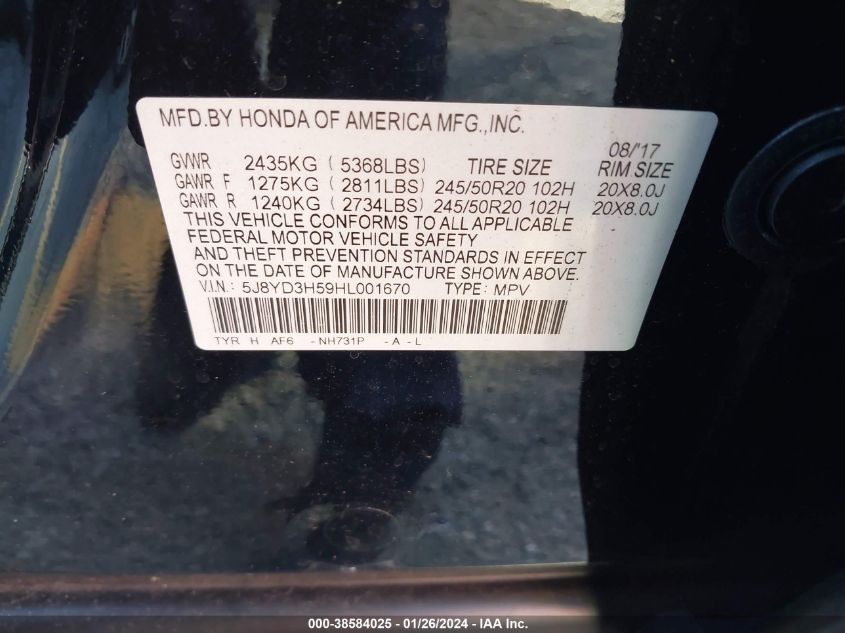 MFD.BY HONDA OF AMERICA MFG.,INC.
08/'17
GVWR 2435KG ( 5368LBS) TIRE SIZE RIM SIZE
GAWR F 1275KG ( 2811LBS) 245/50R20 102H 20X8.0J
GAWR R 1240KG ( 2734LBS) 245/50R20 102H 20X8.0J
THIS VEHICLE CONFORMS TO ALL APPLICABLE
FEDERAL MOTOR VEHICLE SAFETY
AND THEFT PREVENTION STANDARDS IN EFFECT
ON THE DATE OF MANUFACTURE SHOWN ABOVE.
V.I.N.: 5J8YD3H59HL001670 TYPE: MPV
TYR H AF6 - NH731P - A - L
000-38584025 - 01/26/2024 - IAA Inc.